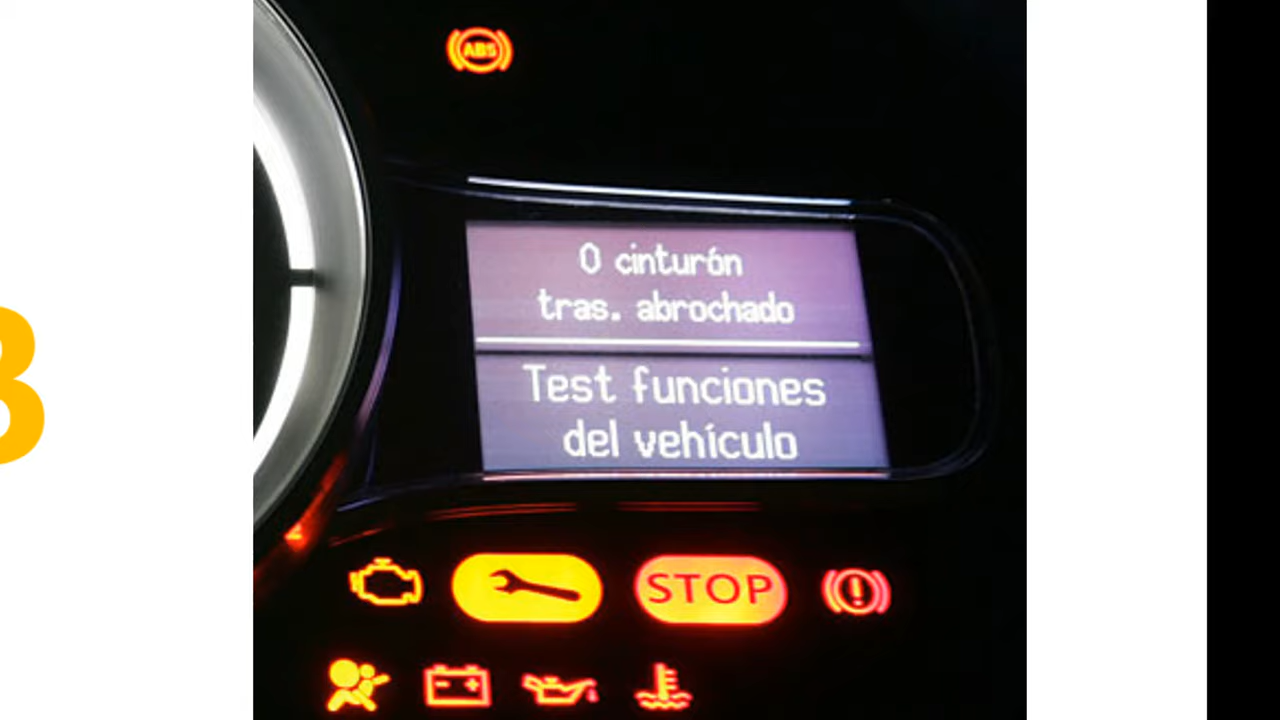 ABS
0 cinturón
tras. abrochado
Test funciones
del vehículo
STOP